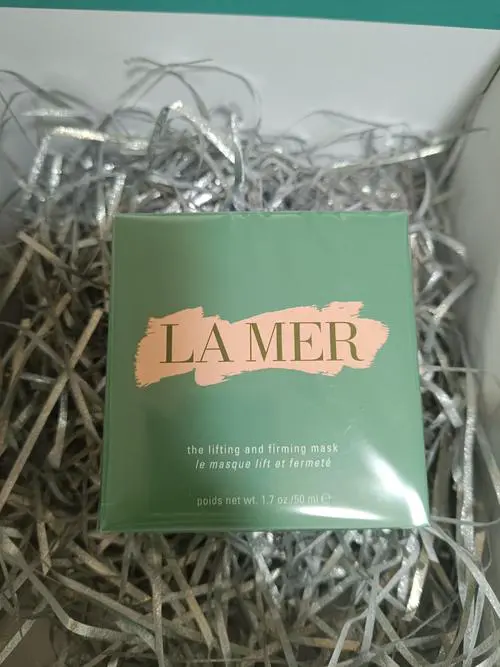 LA MER
the lifting and firming mask
le masque lift et fermeté
poids net wt. 1.7 oz /50 ml ℮